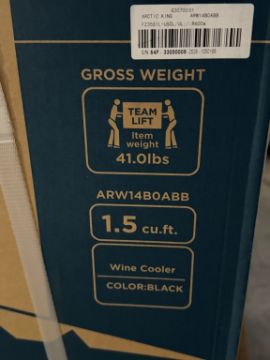 ARCTIC KING ARW14B0ABB
GROSS WEIGHT
TEAM
LIFT
Item
weight
41.0lbs
ARW14B0ABB
1.5 cu.ft.
Wine Cooler
COLOR:BLACK